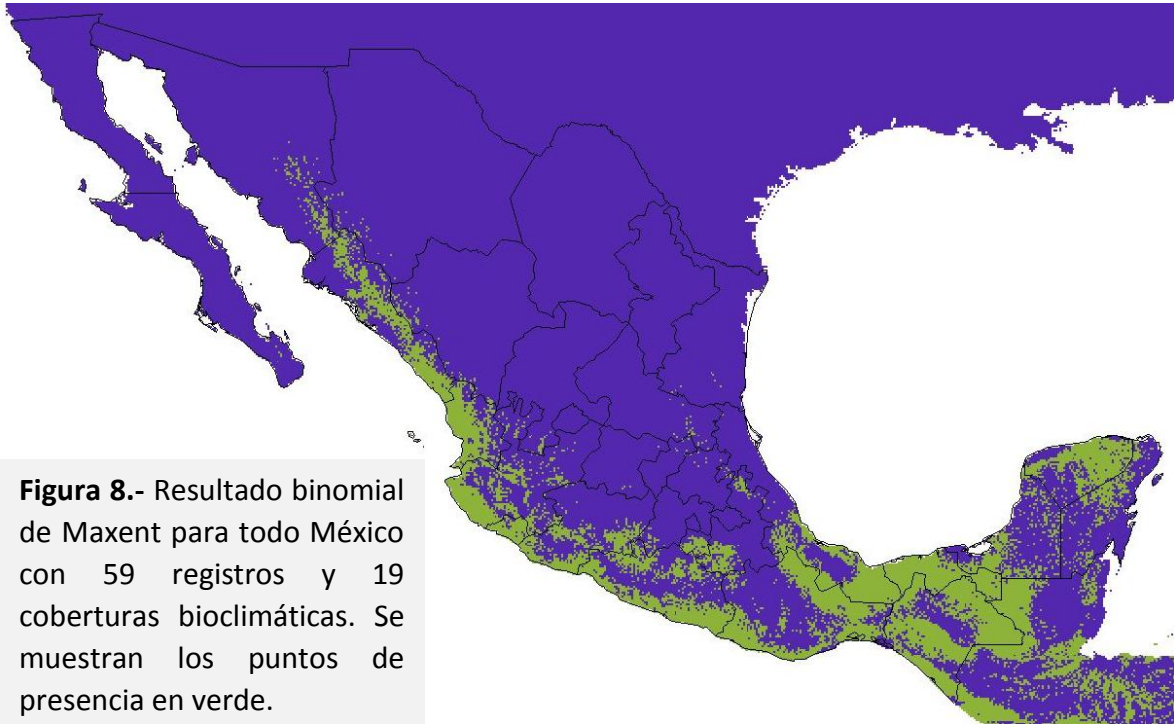 Figura 8.- Resultado binomial
de Maxent para todo México
con 59 registros y 19
coberturas bioclimáticas. Se
muestran los puntos de
presencia en verde.